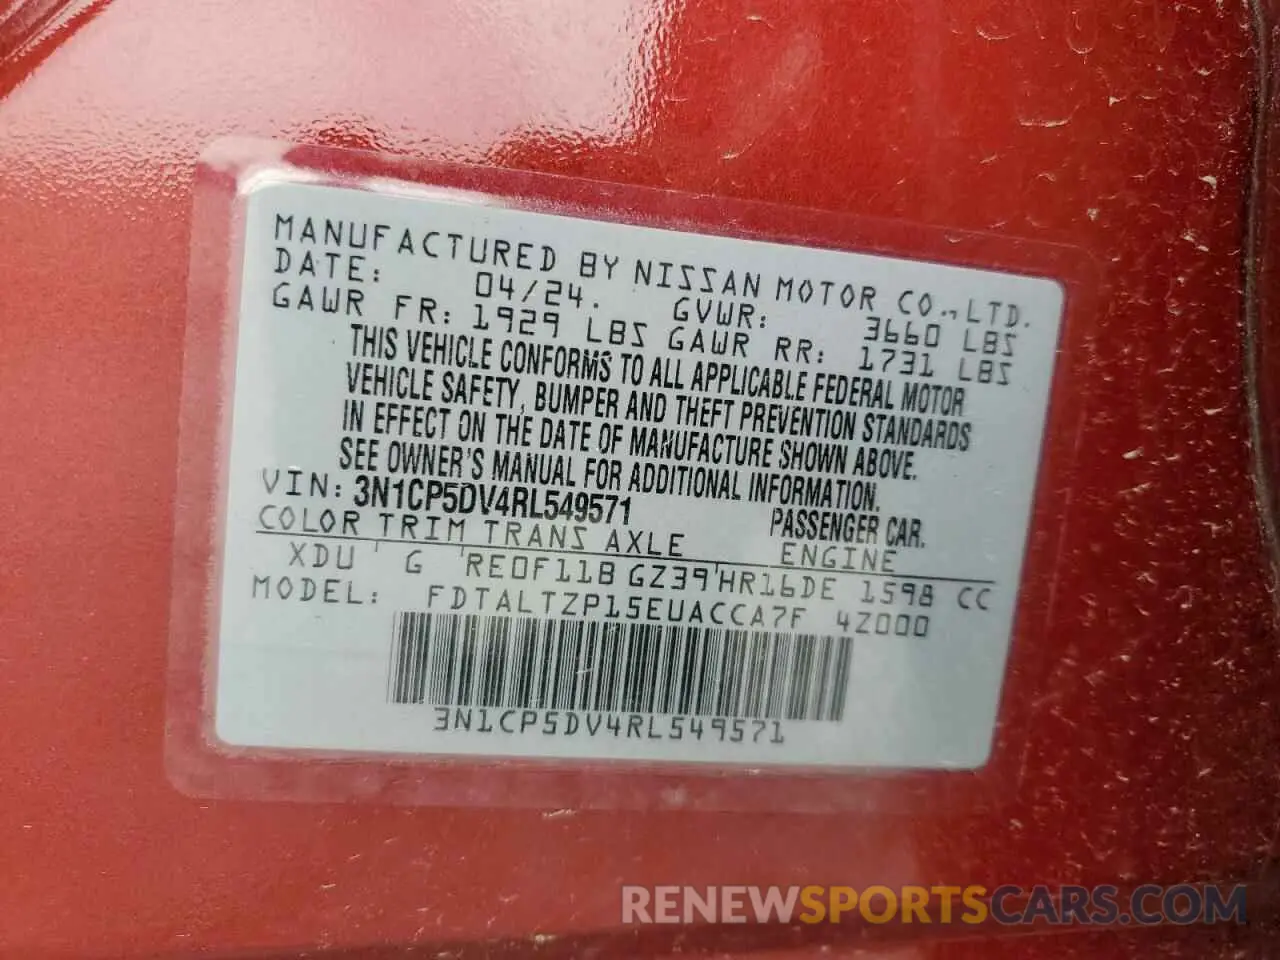 MANUFACTURED BY NISSAN MOTOR CO., LTD.
DATE: 04/24. GVWR: 3660 LBS
GAWR FR: 1929 LBS GAWR RR: 1731 LBS
THIS VEHICLE CONFORMS TO ALL APPLICABLE FEDERAL MOTOR
VEHICLE SAFETY, BUMPER AND THEFT PREVENTION STANDARDS
IN EFFECT ON THE DATE OF MANUFACTURE SHOWN ABOVE.
SEE OWNER'S MANUAL FOR ADDITIONAL INFORMATION.
VIN: 3N1CP5DV4RL549571 PASSENGER CAR.
COLOR TRIM TRANS AXLE ENGINE
XDU ' G 'RE0F11B GZ39'HR16DE 1598 CC
MODEL: FDTALTZP15EUACCA7F 4Z000
3N1CP5DV4RL549571
RENEWSPORTSCARS.COM